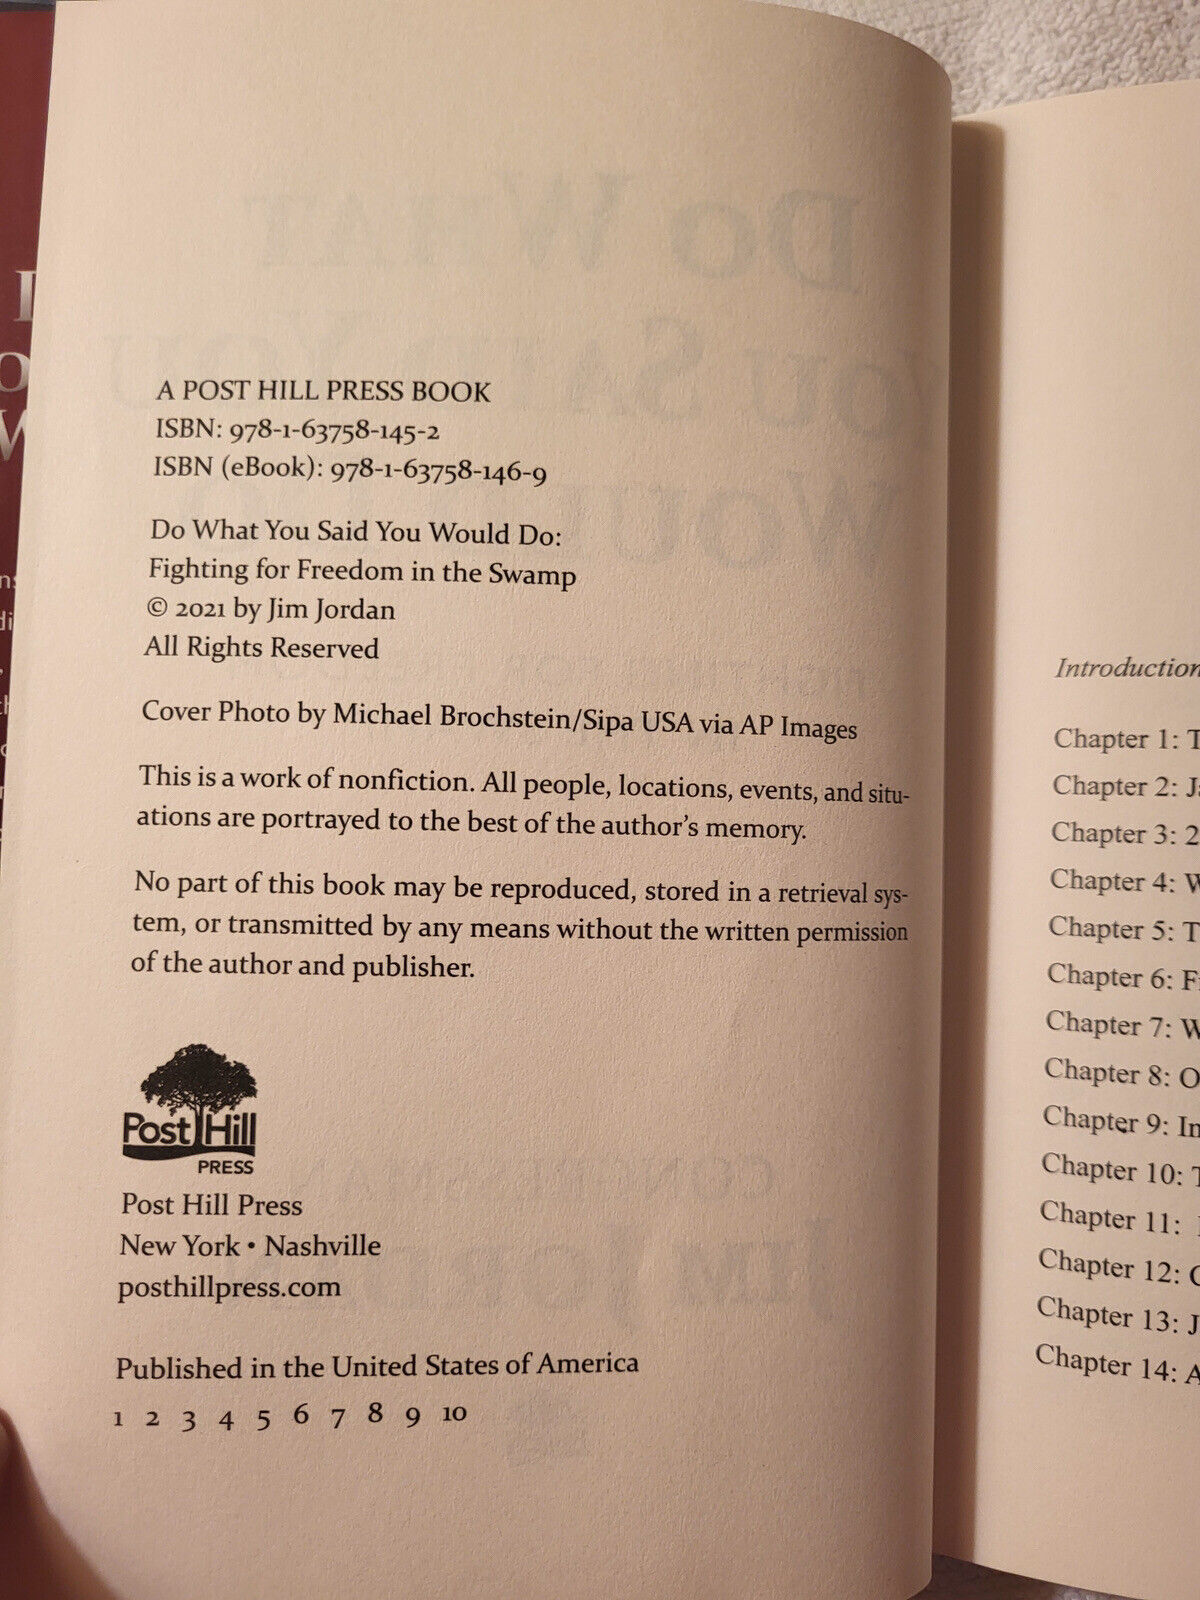 A POST HILL PRESS BOOK
ISBN: 978-1-63758-145-2
ISBN (eBook): 978-1-63758-146-9
Do What You Said You Would Do:
Fighting for Freedom in the Swamp
© 2021 by Jim Jordan
All Rights Reserved
Cover Photo by Michael Brochstein/Sipa USA via AP Images
This is a work of nonfiction. All people, locations, events, and situ-
ations are portrayed to the best of the author's memory.
No part of this book may be reproduced, stored in a retrieval sys-
tem, or transmitted by any means without the written permission
of the author and publisher.
Post Hill
PRESS
Post Hill Press
New York • Nashville
posthillpress.com
Published in the United States of America
1 2 3 4 5 6 7 8 9 10
Introduction
Chapter 1:
Chapter 2:
Chapter 3:
Chapter 4:
Chapter 5:
Chapter 6:
Chapter 7:
Chapter 8:
Chapter 9:
Chapter 10:
Chapter 11:
Chapter 12:
Chapter 13:
Chapter 14: